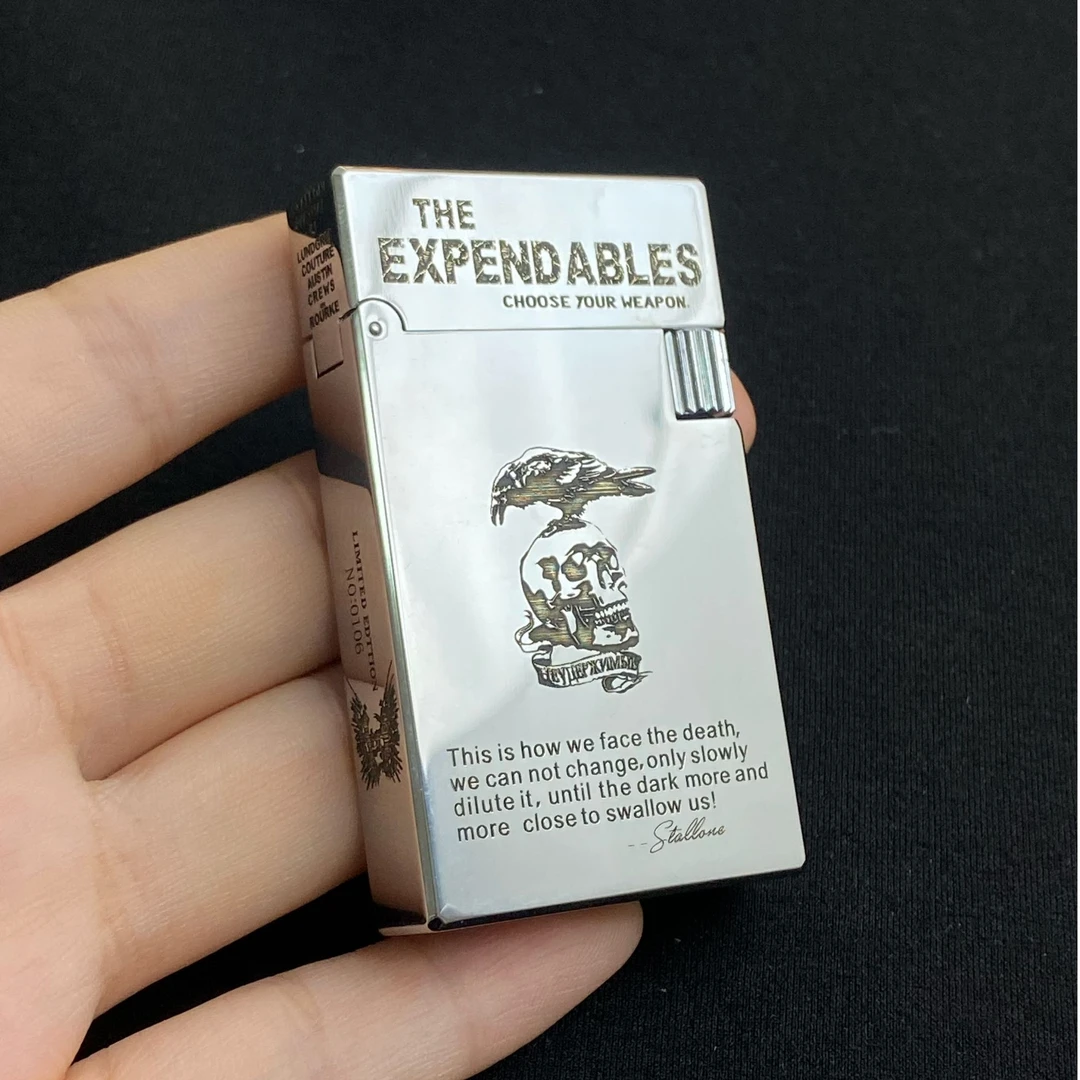 THE
EXPENDABLES
CHOOSE YOUR WEAPON.
LUNDGREN
COUTURE
AUSTIN
CREWS
ROURKE
LIMITED EDITION
NO:0106
НЕУДЕРЖИМЫЕ
This is how we face the death,
we can not change,only slowly
dilute it, until the dark more and
more close to swallow us!
--Stallone